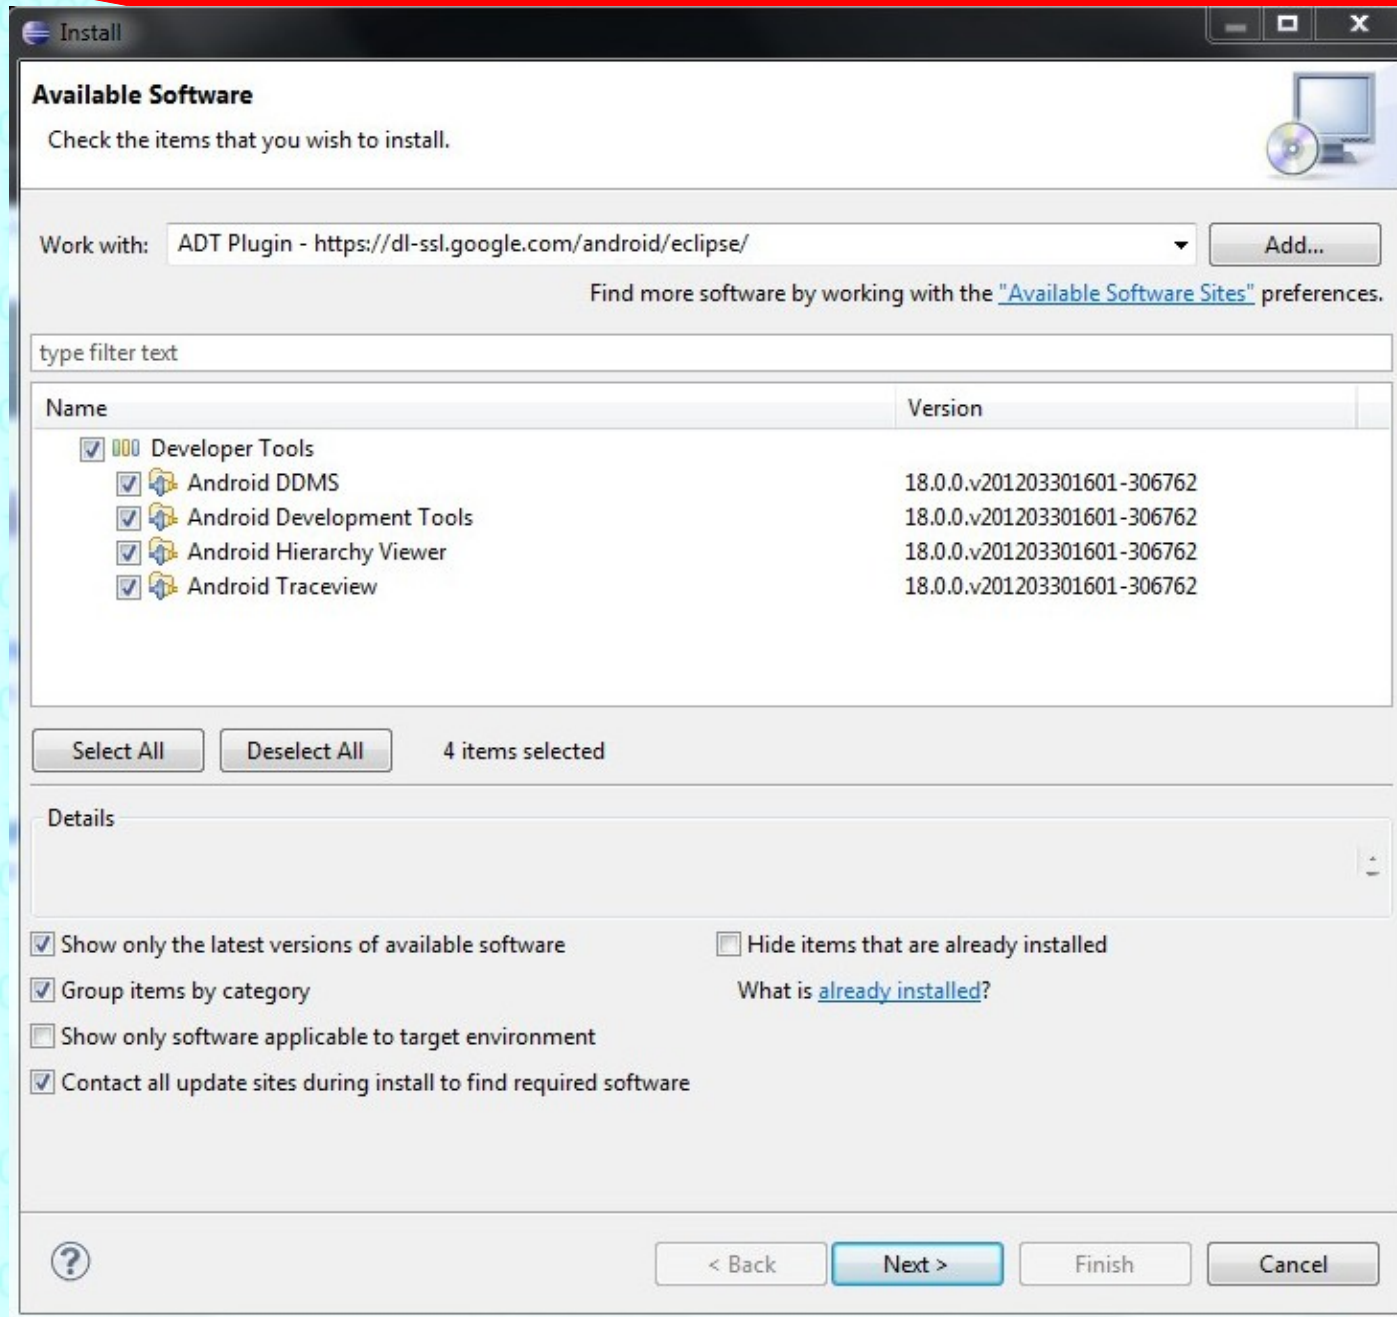 Install
Available Software
Check the items that you wish to install.
Work with: ADT Plugin - https://dl-ssl.google.com/android/eclipse/ Add...
Find more software by working with the "Available Software Sites" preferences.
type filter text
Name Version
Developer Tools
Android DDMS 18.0.0.v201203301601-306762
Android Development Tools 18.0.0.v201203301601-306762
Android Hierarchy Viewer 18.0.0.v201203301601-306762
Android Traceview 18.0.0.v201203301601-306762
Select All Deselect All 4 items selected
Details
Show only the latest versions of available software Hide items that are already installed
Group items by category What is already installed?
Show only software applicable to target environment
Contact all update sites during install to find required software
? < Back Next > Finish Cancel